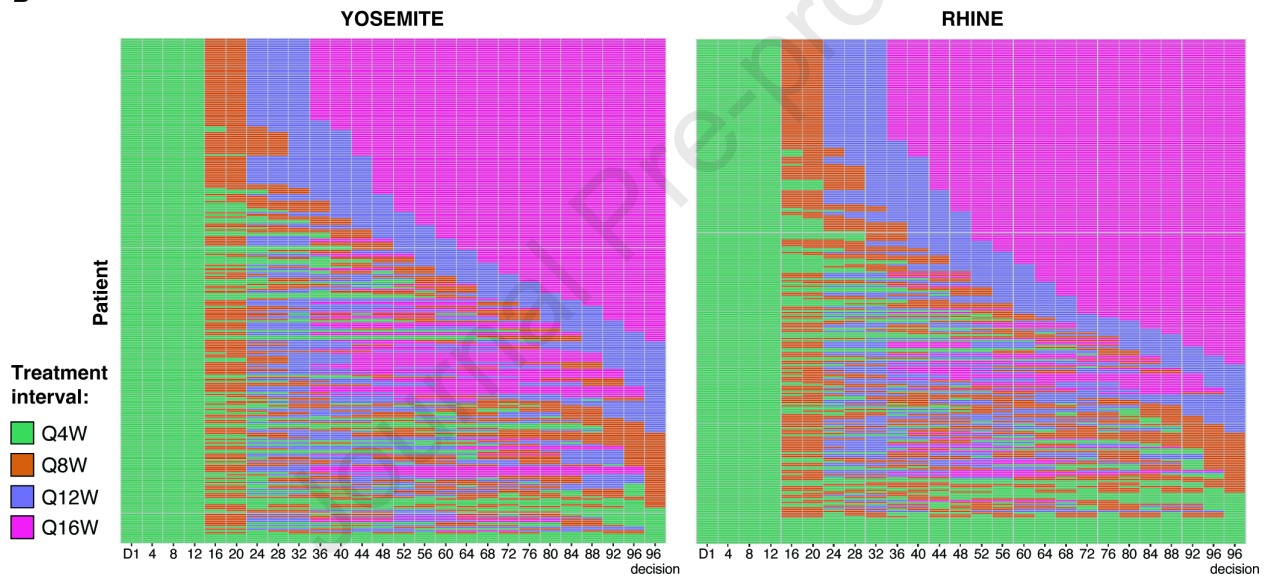 YOSEMITE
RHINE
Patient
Treatment
interval:
Q4W
Q8W
Q12W
Q16W
D1 4 8 12 16 20 24 28 32 36 40 44 48 52 56 60 64 68 72 76 80 84 88 92 96 96
decision
D1 4 8 12 16 20 24 28 32 36 40 44 48 52 56 60 64 68 72 76 80 84 88 92 96 96
decision
Journal Pre-pro